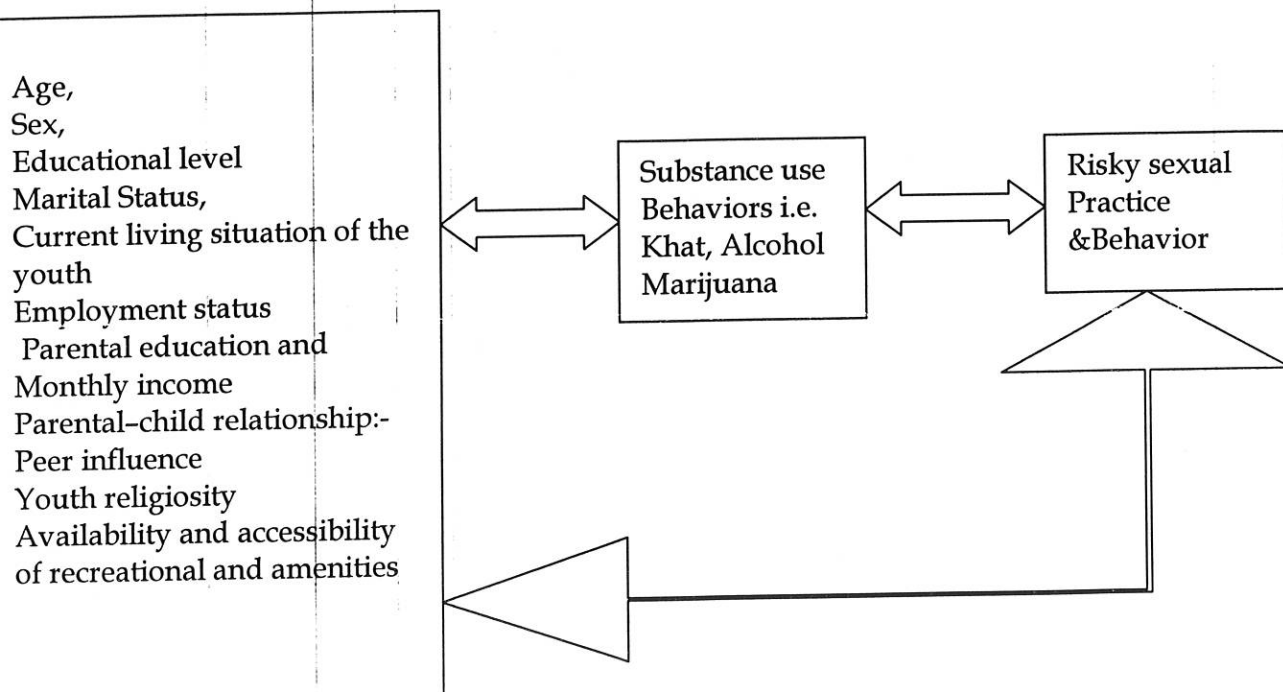 Age,
Sex,
Educational level
Marital Status,
Current living situation of the
youth
Employment status
Parental education and
Monthly income
Parental–child relationship:-
Peer influence
Youth religiosity
Availability and accessibility
of recreational and amenities
Substance use
Behaviors i.e.
Khat, Alcohol
Marijuana
Risky sexual
Practice
&Behavior